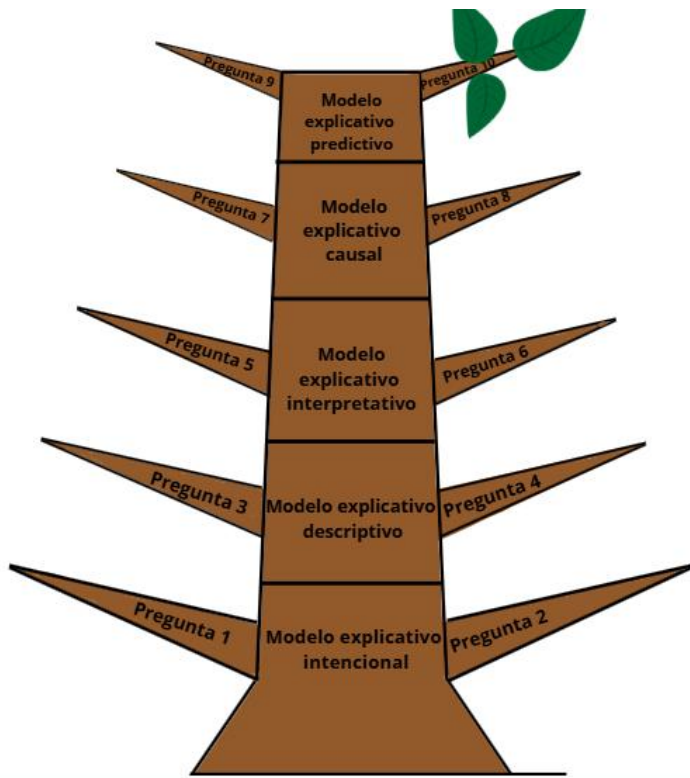 Pregunta 9
Pregunta 10
Modelo
explicativo
predictivo
Pregunta 7
Pregunta 8
Modelo
explicativo
causal
Pregunta 5
Pregunta 6
Modelo
explicativo
interpretativo
Pregunta 3
Pregunta 4
Modelo explicativo
descriptivo
Pregunta 1
Pregunta 2
Modelo explicativo
intencional